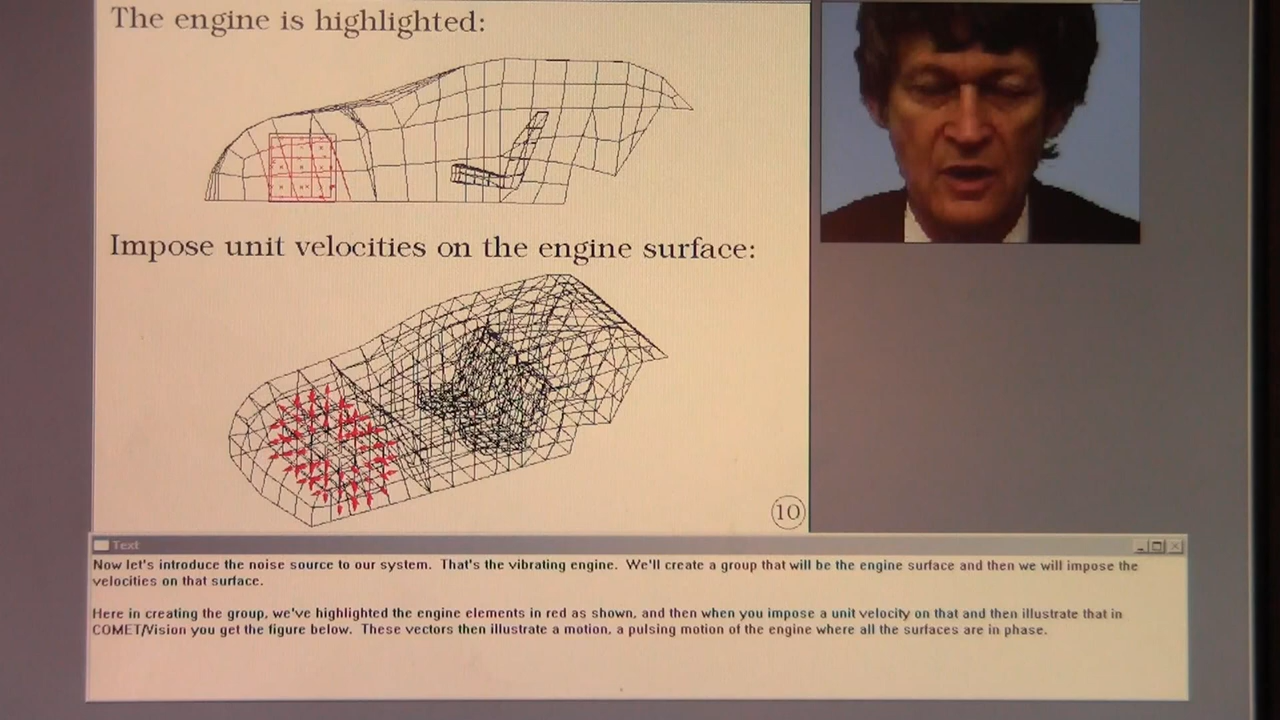 The engine is highlighted:
Impose unit velocities on the engine surface:
10
Text
Now let's introduce the noise source to our system. That's the vibrating engine. We'll create a group that will be the engine surface and then we will impose the
velocities on that surface.
Here in creating the group, we've highlighted the engine elements in red as shown, and then when you impose a unit velocity on that and then illustrate that in
COMET/Vision you get the figure below. These vectors then illustrate a motion, a pulsing motion of the engine where all the surfaces are in phase.